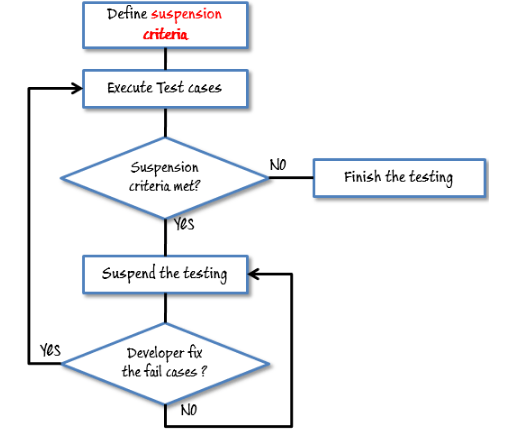 Define suspension
criteria
Execute Test cases
Suspension
criteria met?
NO
Finish the testing
Yes
Suspend the testing
Yes
Developer fix
the fail cases ?
NO